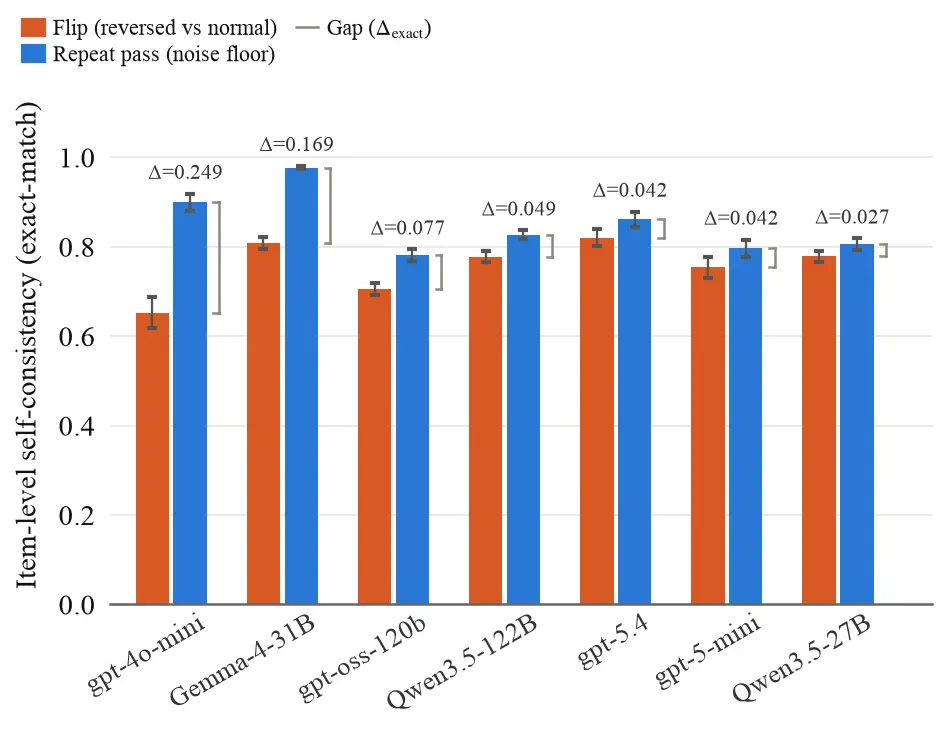 Flip (reversed vs normal)
Gap (Δexact)
Repeat pass (noise floor)
Item-level self-consistency (exact-match)
1.0
0.8
0.6
0.4
0.2
0.0
Δ=0.249
Δ=0.169
Δ=0.077
Δ=0.049
Δ=0.042
Δ=0.042
Δ=0.027
gpt-4o-mini
Gemma-4-31B
gpt-oss-120b
Qwen3.5-122B
gpt-5.4
gpt-5-mini
Qwen3.5-27B